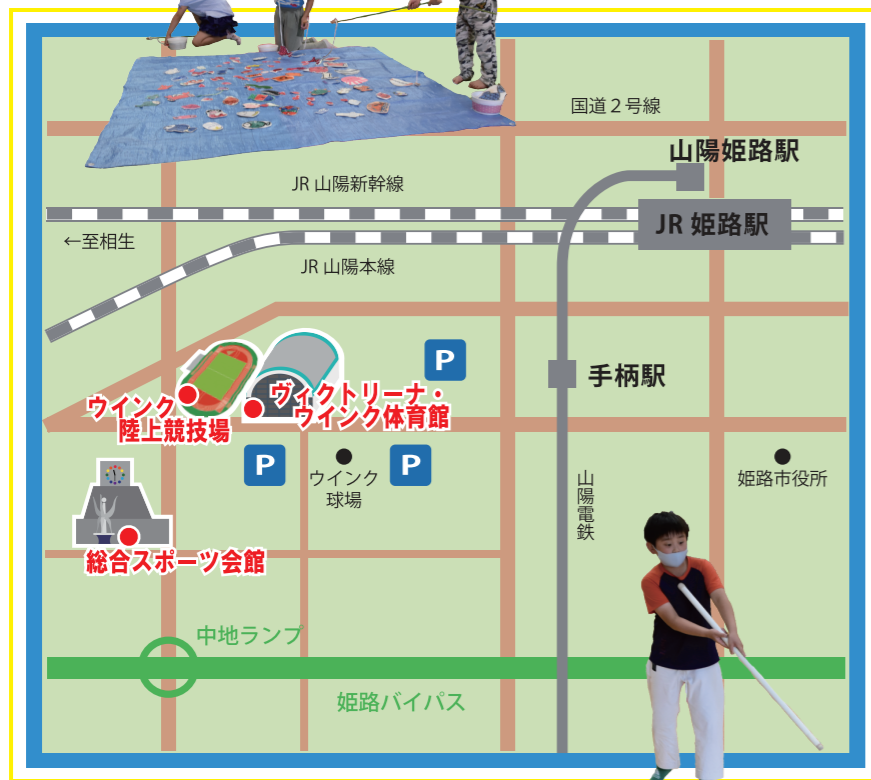 国道２号線
山陽姫路駅
JR 山陽新幹線
JR 姫路駅
←至相生
JR 山陽本線
P
手柄駅
ウインク
陸上競技場
ヴィクトリーナ・
ウインク体育館
P
P
ウインク
球場
山陽電鉄
姫路市役所
総合スポーツ会館
中地ランプ
姫路バイパス